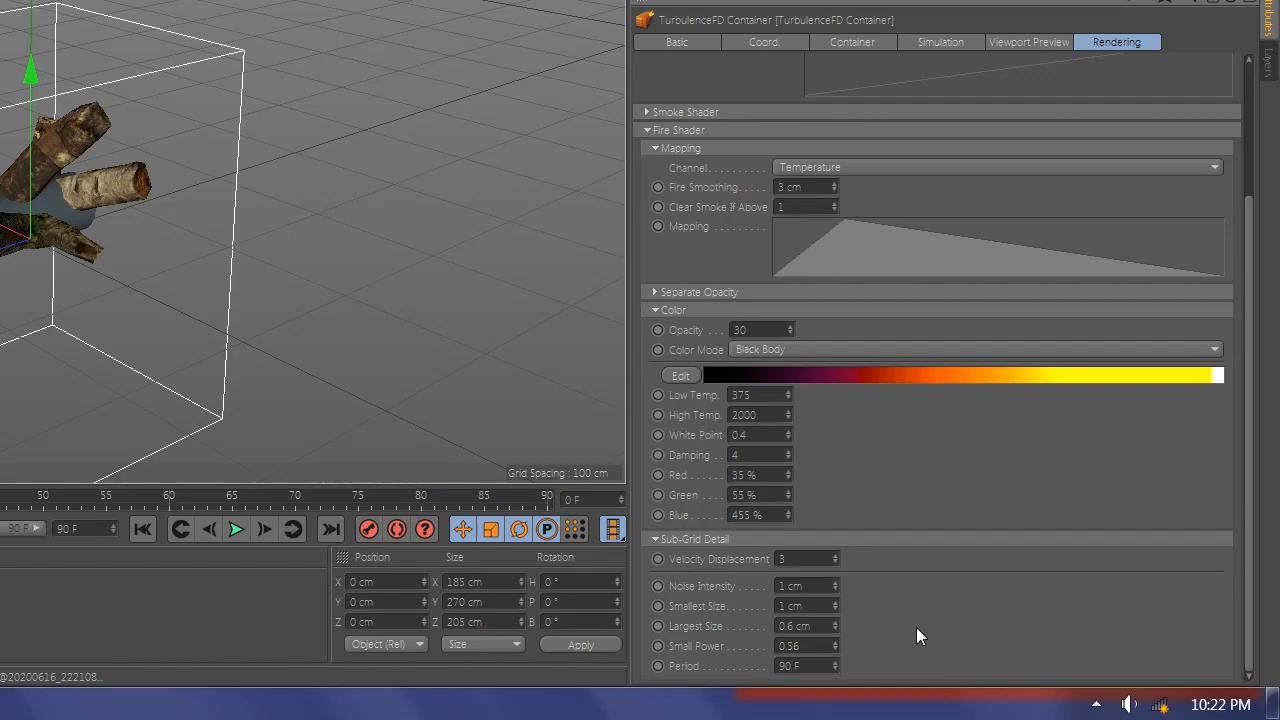 TurbulenceFD Container [TurbulenceFD Container]
Basic Coord. Container Simulation Viewport Preview Rendering
Layers
Smoke Shader
Fire Shader
Mapping
Channel. . . . . . . . . . Temperature
Fire Smoothing. . . . . 3 cm
Clear Smoke If Above 1
Mapping . . . . . . . . .
Separate Opacity
Color
Opacity . . . 30
Color Mode Black Body
Edit
Low Temp. 375
High Temp. 2000
White Point 0.4
Damping . . 4
Red . . . . . 35 %
Green . . . 55 %
Blue. . . . . 455 %
Sub-Grid Detail
Velocity Displacement 3
Noise Intensity . . . . . 1 cm
Smallest Size. . . . . . . 1 cm
Largest Size . . . . . . . 0.6 cm
Small Power . . . . . . . 0.56
Period . . . . . . . . . . . 90 F
Grid Spacing : 100 cm
50 55 60 65 70 75 80 85 90 0 F
90 F 90 F
Position Size Rotation
X 0 cm X 185 cm H 0 °
Y 0 cm Y 270 cm P 0 °
Z 0 cm Z 205 cm B 0 °
Object (Rel) Size Apply
@20200616_222108...
10:22 PM